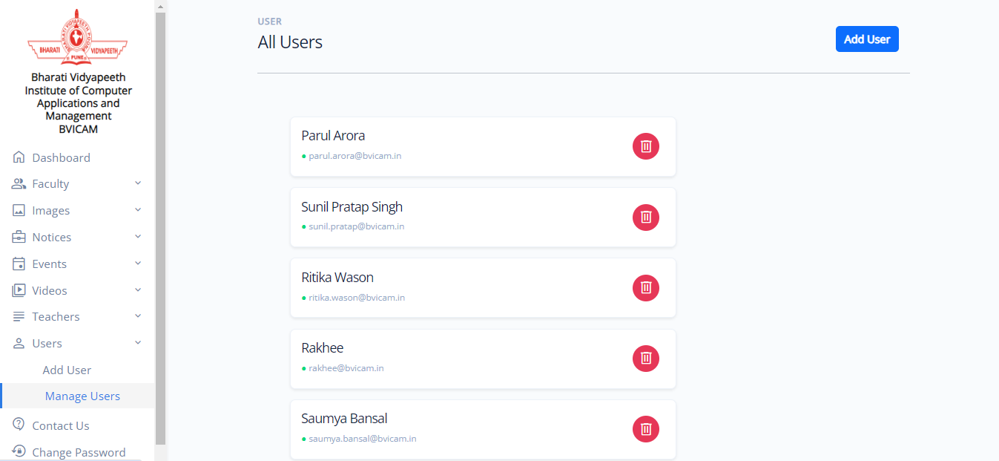 BHARATI VIDYAPEETH POONA
BHARATI
VIDYAPEETH
PUNE
Bharati Vidyapeeth
Institute of Computer
Applications and
Management
BVICAM
Dashboard
Faculty
Images
Notices
Events
Videos
Teachers
Users
Add User
Manage Users
Contact Us
Change Password
USER
All Users
Add User
Parul Arora
parul.arora@bvicam.in
Sunil Pratap Singh
sunil.pratap@bvicam.in
Ritika Wason
ritika.wason@bvicam.in
Rakhee
rakhee@bvicam.in
Saumya Bansal
saumya.bansal@bvicam.in